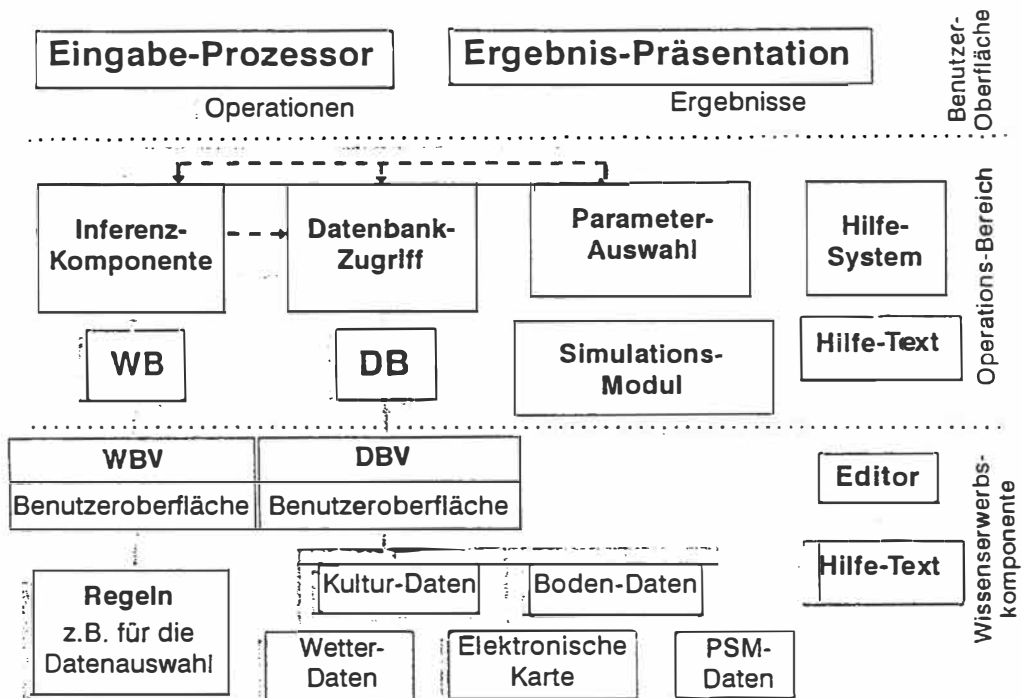 Eingabe-Prozessor
Ergebnis-Präsentation
Operationen
Ergebnisse
Benutzer-
Oberfläche
Inferenz-
Komponente
Datenbank-
Zugriff
Parameter-
Auswahl
Hilfe-
System
WB
DB
Simulations-
Modul
Hilfe-Text
Operations-Bereich
WBV
DBV
Benutzeroberfläche
Benutzeroberfläche
Editor
Hilfe-Text
Wissenserwerbs-
komponente
Regeln
z.B. für die
Datenauswahl
Kultur-Daten
Boden-Daten
Wetter-
Daten
Elektronische
Karte
PSM-
Daten